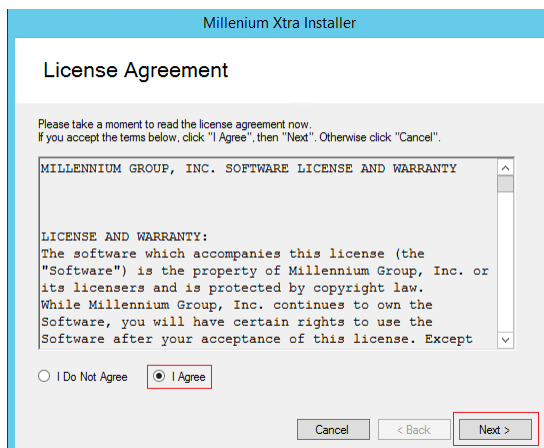 Millenium Xtra Installer
License Agreement
Please take a moment to read the license agreement now.
If you accept the terms below, click "I Agree", then "Next". Otherwise click "Cancel".
MILLENNIUM GROUP, INC. SOFTWARE LICENSE AND WARRANTY
LICENSE AND WARRANTY:
The software which accompanies this license (the
"Software") is the property of Millennium Group, Inc. or
its licensers and is protected by copyright law.
While Millennium Group, Inc. continues to own the
Software, you will have certain rights to use the
Software after your acceptance of this license. Except
I Do Not Agree
I Agree
Cancel
< Back
Next >